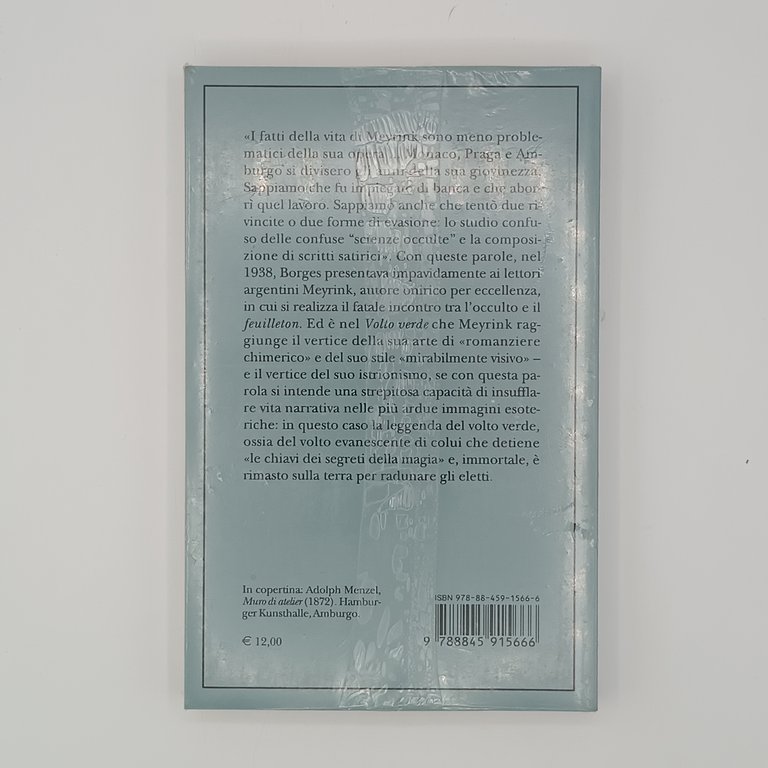 «I fatti della vita di Meyrink sono meno proble-
matici della sua opera ... Monaco, Praga e Am-
burgo si divisero gli anni della sua giovinezza.
Sappiamo che fu impiegato di banca e che abor-
rì quel lavoro. Sappiamo anche che tentò due ri-
vincite o due forme di evasione: lo studio confu-
so delle confuse “scienze occulte” e la composi-
zione di scritti satirici». Con queste parole, nel
1938, Borges presentava impavidamente ai lettori
argentini Meyrink, autore onirico per eccellenza,
in cui si realizza il fatale incontro tra l’occulto e il
feuilleton. Ed è nel Volto verde che Meyrink rag-
giunge il vertice della sua arte di «romanziere
chimerico» e del suo stile «mirabilmente visivo» –
e il vertice del suo istrionismo, se con questa pa-
rola si intende una strepitosa capacità di insuffla-
re vita narrativa nelle più ardue immagini esote-
riche: in questo caso la leggenda del volto verde,
ossia del volto evanescente di colui che detiene
«le chiavi dei segreti della magia» e, immortale, è
rimasto sulla terra per radunare gli eletti.
In copertina: Adolph Menzel,
Muro di atelier (1872). Hambur-
ger Kunsthalle, Amburgo.
€ 12,00
ISBN 978-88-459-1566-6
9 788845 915666